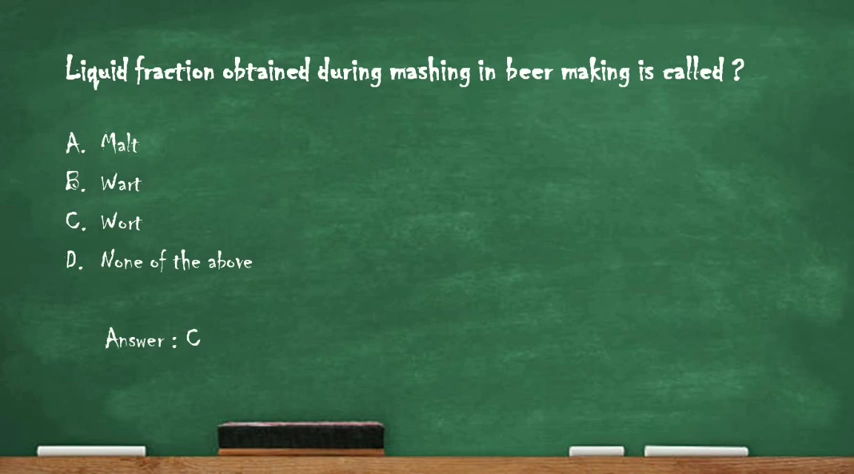 Liquid fraction obtained during mashing in beer making is called ?
A. Malt
B. Wart
C. Wort
D. None of the above
Answer : C